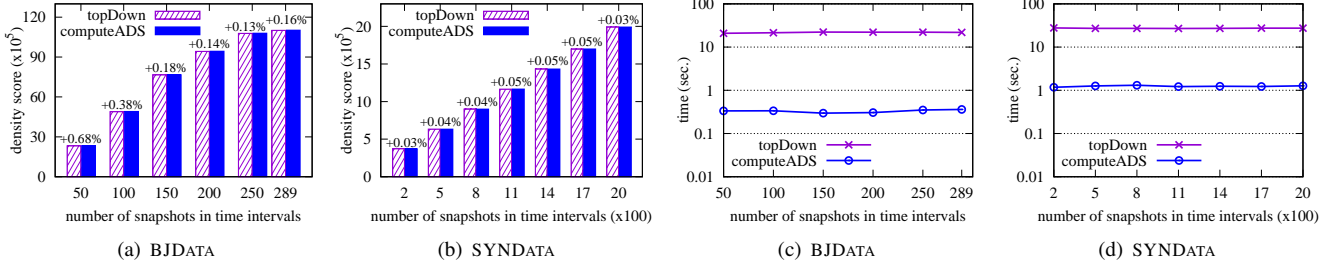 120
90
60
30
0
density score (x10⁵)
topDown
computeADS
+0.68%
+0.38%
+0.18%
+0.14%
+0.13%
+0.16%
50 100 150 200 250 289
number of snapshots in time intervals
(a) BJDATA
20
15
10
5
0
density score (x10⁵)
topDown
computeADS
+0.03%
+0.04%
+0.04%
+0.05%
+0.05%
+0.05%
+0.03%
2 5 8 11 14 17 20
number of snapshots in time intervals (x100)
(b) SYNDATA
100
10
1
0.1
0.01
time (sec.)
topDown
computeADS
50 100 150 200 250 289
number of snapshots in time intervals
(c) BJDATA
100
10
1
0.1
0.01
time (sec.)
topDown
computeADS
2 5 8 11 14 17 20
number of snapshots in time intervals (x100)
(d) SYNDATA